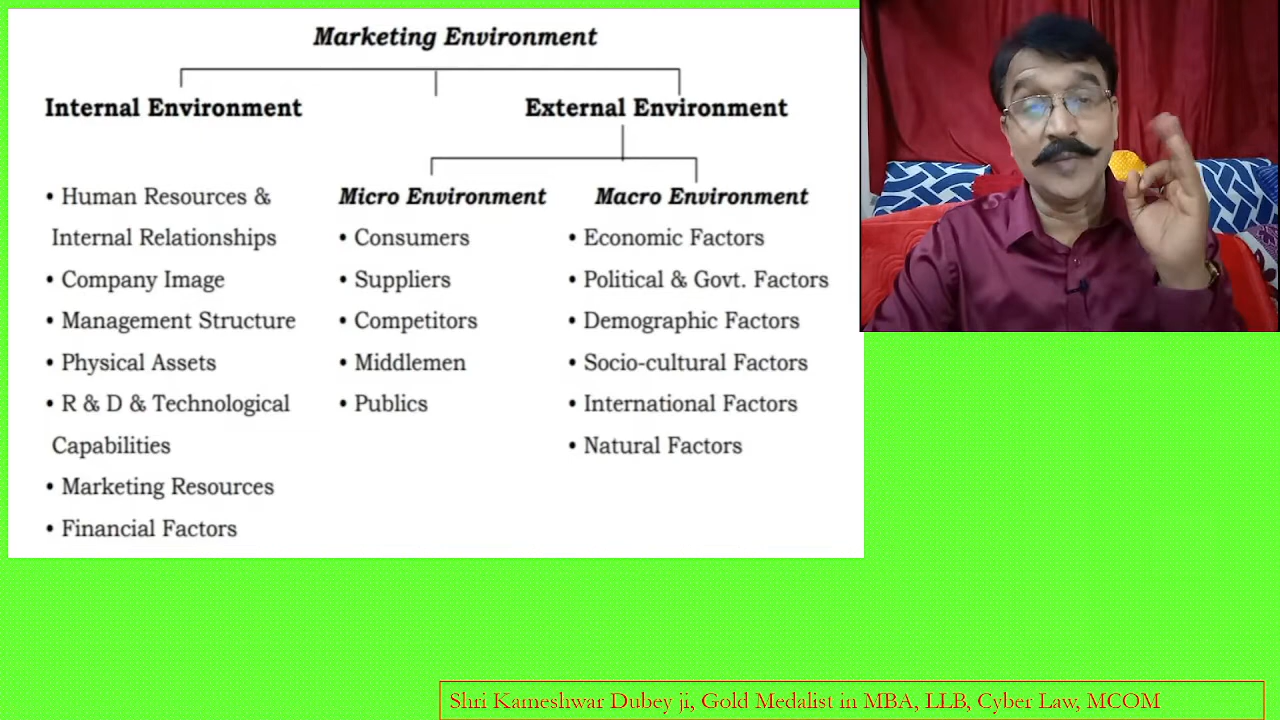 Marketing Environment
Internal Environment
External Environment
• Human Resources &
Internal Relationships
• Company Image
• Management Structure
• Physical Assets
• R & D & Technological
Capabilities
• Marketing Resources
• Financial Factors
Micro Environment
• Consumers
• Suppliers
• Competitors
• Middlemen
• Publics
Macro Environment
• Economic Factors
• Political & Govt. Factors
• Demographic Factors
• Socio-cultural Factors
• International Factors
• Natural Factors
Shri Kameshwar Dubey ji, Gold Medalist in MBA, LLB, Cyber Law, MCOM